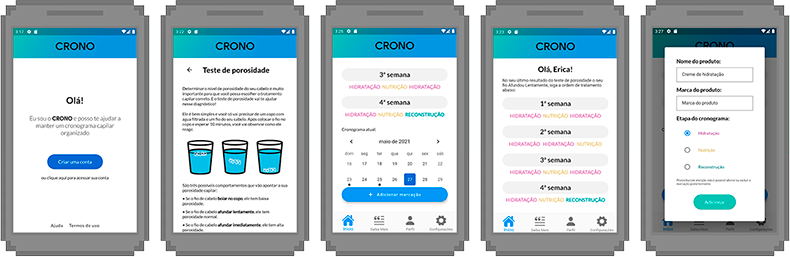 3:17
CRONO
Olá!
Eu sou o CRONO e posso te ajudar a
manter um cronograma capilar
organizado
Criar uma conta
ou clique aqui para acessar sua conta
Ajuda Termos de uso
3:22
CRONO
Teste de porosidade
Determinar o nível de porosidade do seu cabelo é muito
importante para que você possa escolher o tratamento
capilar correto. E o teste de porosidade vai te ajudar
nesse diagnóstico!
Ele é bem simples e você só vai precisar de um copo com
água filtrada e um fio do seu cabelo. Após colocar o fio no
copo e esperar 10 minutos, você vai observar como ele
reage:
São três possíveis comportamentos que vão apontar a sua
porosidade capilar:
• Se o fio de cabelo boiar no copo, ele tem baixa
porosidade.
• Se o fio de cabelo afundar lentamente, ele tem
porosidade normal.
• Se o fio de cabelo afundar imediatamente, ele tem alta
porosidade.
3:25
CRONO
3ª semana
HIDRATAÇÃO NUTRIÇÃO HIDRATAÇÃO
4ª semana
HIDRATAÇÃO NUTRIÇÃO RECONSTRUÇÃO
Cronograma atual:
maio de 2021
dom seg ter qua qui sex sáb
16 17 18 19 20 21 22
23 24 25 26 27 28 29
+ Adicionar marcação
Início Saiba Mais Perfil Configurações
3:23
CRONO
Olá, Erica!
No seu último resultado do teste de porosidade o seu
fio Afundou Lentamente, siga a ordem de tratamento
abaixo:
1ª semana
HIDRATAÇÃO NUTRIÇÃO HIDRATAÇÃO
2ª semana
HIDRATAÇÃO NUTRIÇÃO HIDRATAÇÃO
3ª semana
HIDRATAÇÃO NUTRIÇÃO HIDRATAÇÃO
4ª semana
HIDRATAÇÃO NUTRIÇÃO RECONSTRUÇÃO
Início Saiba Mais Perfil Configurações
3:27
Nome do produto:
Creme de hidratação
Marca do produto:
Marca do produto
Etapa do cronograma:
Hidratação
Nutrição
Reconstrução
Adicionar